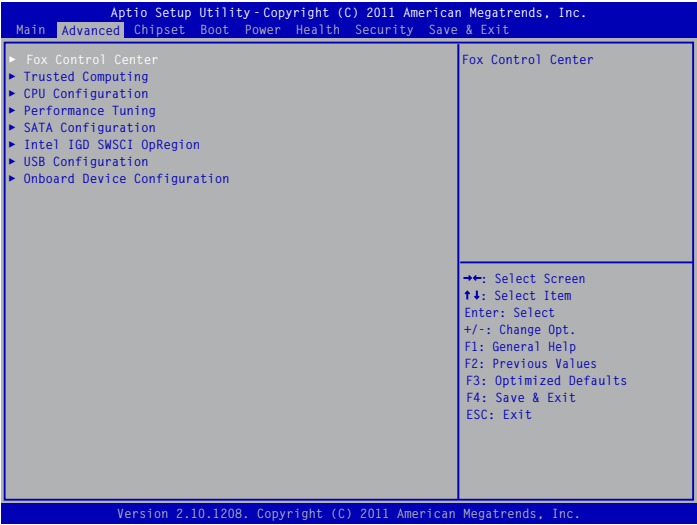 Aptio Setup Utility - Copyright (C) 2011 American Megatrends, Inc.
Main Advanced Chipset Boot Power Health Security Save & Exit
► Fox Control Center
► Trusted Computing
► CPU Configuration
► Performance Tuning
► SATA Configuration
► Intel IGD SWSCI OpRegion
► USB Configuration
► Onboard Device Configuration
Fox Control Center
→←: Select Screen
↑↓: Select Item
Enter: Select
+/-: Change Opt.
F1: General Help
F2: Previous Values
F3: Optimized Defaults
F4: Save & Exit
ESC: Exit
Version 2.10.1208. Copyright (C) 2011 American Megatrends, Inc.